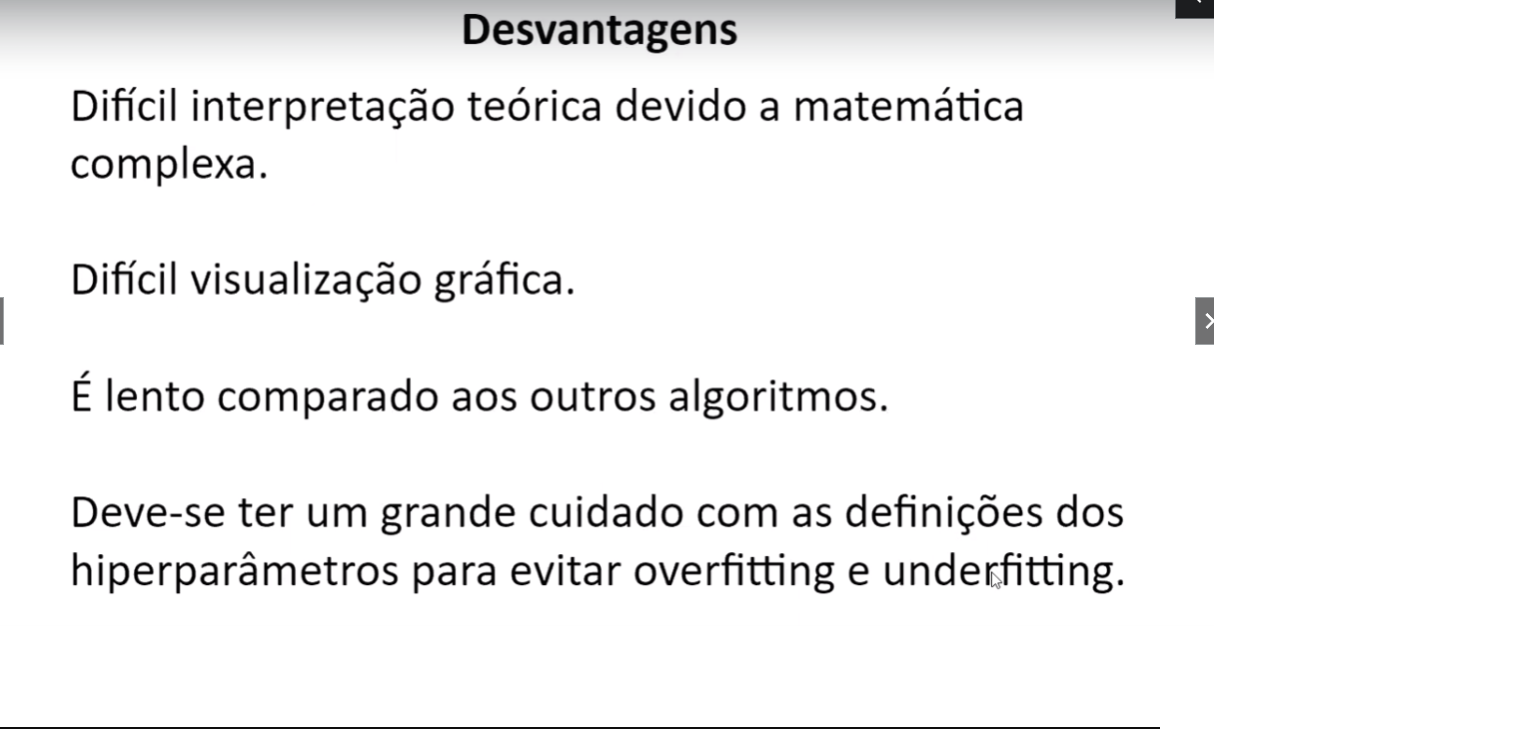 Desvantagens
Difícil interpretação teórica devido a matemática
complexa.
Difícil visualização gráfica.
É lento comparado aos outros algoritmos.
Deve-se ter um grande cuidado com as definições dos
hiperparâmetros para evitar overfitting e underfitting.